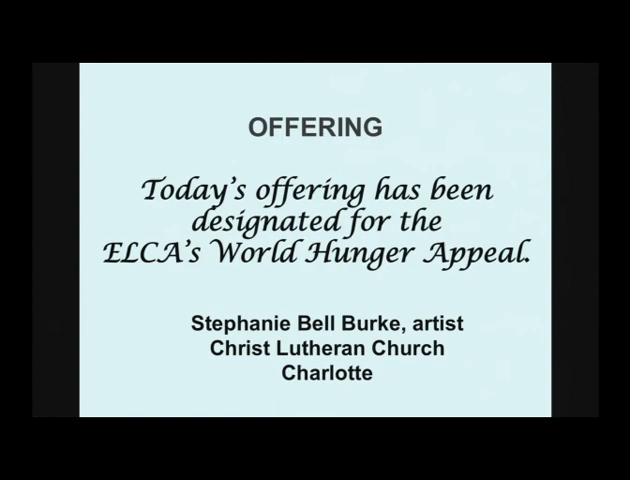 OFFERING
Today's offering has been
designated for the
ELCA's World Hunger Appeal.
Stephanie Bell Burke, artist
Christ Lutheran Church
Charlotte